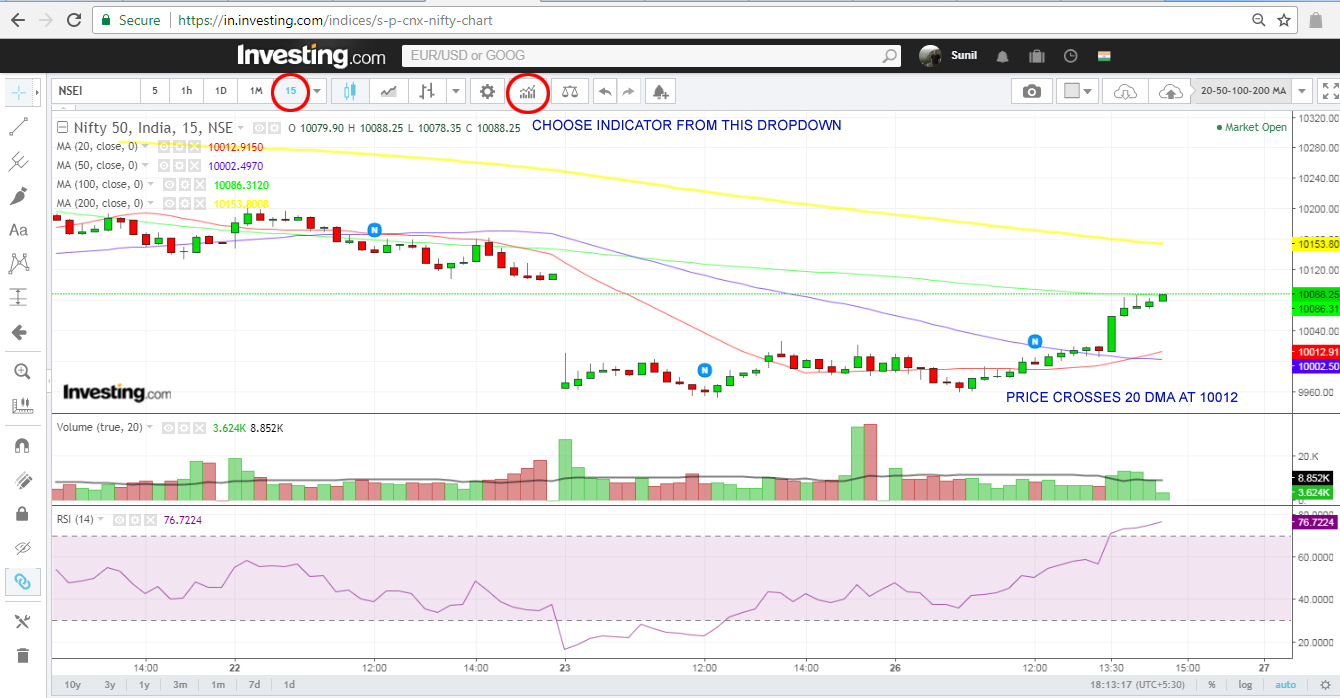 Secure https://in.investing.com/indices/s-p-cnx-nifty-chart
Investing.com EUR/USD or GOOG Sunil
NSEI 5 1h 1D 1M 15 20-50-100-200 MA
Nifty 50, India, 15, NSE O 10079.90 H 10088.25 L 10078.35 C 10088.25 CHOOSE INDICATOR FROM THIS DROPDOWN Market Open
MA (20, close, 0) 10012.9150
MA (50, close, 0) 10002.4970
MA (100, close, 0) 10086.3120
MA (200, close, 0) 10153.8008
Aa
N
N
N
10320.00
10280.00
10240.00
10200.00
10153.80
10120.00
10088.25
10086.31
10040.00
10012.91
10002.50
9960.00
Investing.com
PRICE CROSSES 20 DMA AT 10012
Volume (true, 20) 3.624K 8.852K
20.K
8.852K
3.624K
RSI (14) 76.7224
76.7224
60.0000
40.0000
20.0000
14:00 22 12:00 14:00 23 12:00 14:00 26 12:00 13:30 15:00 27
10y 3y 1y 3m 1m 7d 1d 18:13:17 (UTC+5:30) % log auto